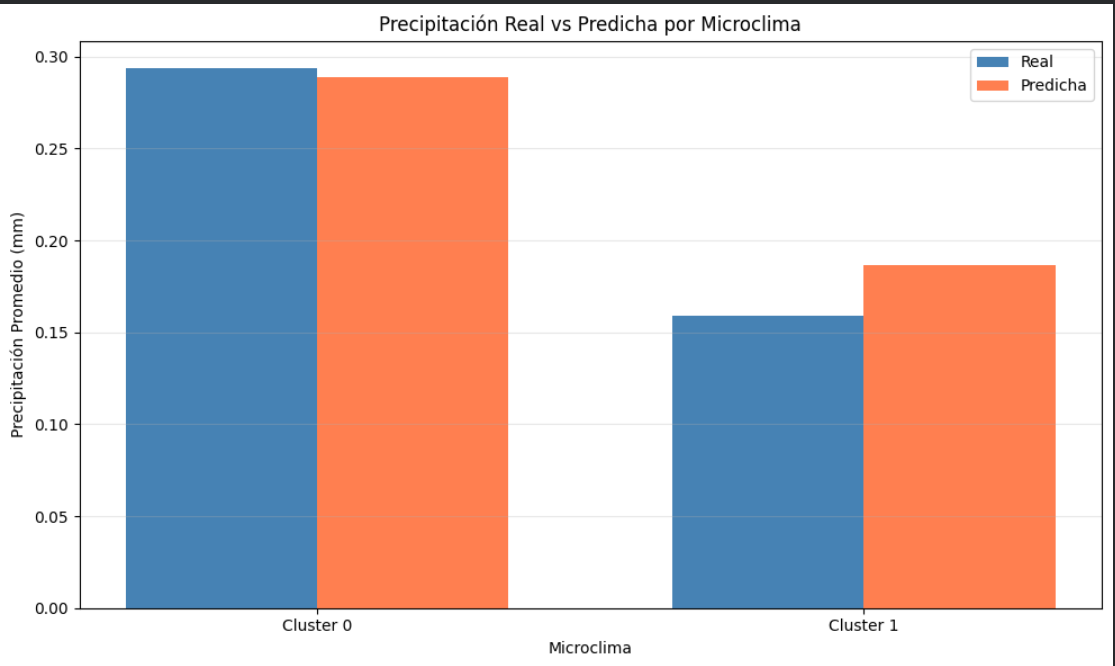 Precipitación Real vs Predicha por Microclima
Real
Predicha
Precipitación Promedio (mm)
0.30
0.25
0.20
0.15
0.10
0.05
0.00
Cluster 0
Cluster 1
Microclima